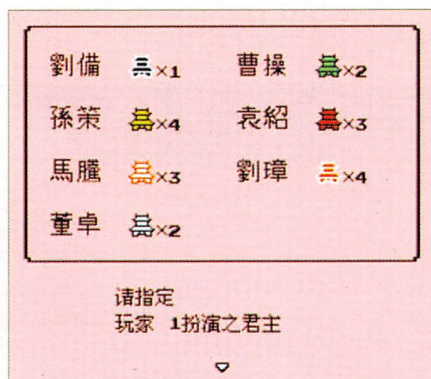 劉備 ×1 曹操 ×2
孫策 ×4 袁紹 ×3
馬騰 ×3 劉璋 ×4
董卓 ×2
请指定
玩家 1扮演之君主